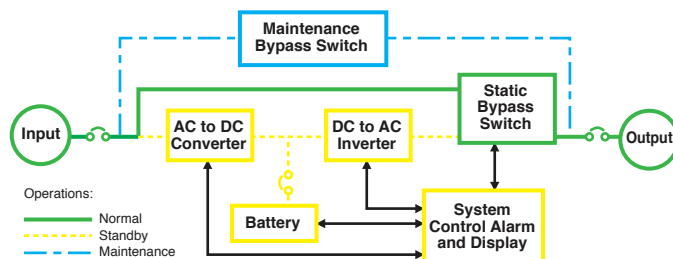 Maintenance
Bypass Switch
Static
Bypass
Switch
Input
AC to DC
Converter
DC to AC
Inverter
Output
Operations:
Normal
Standby
Maintenance
Battery
System
Control Alarm
and Display